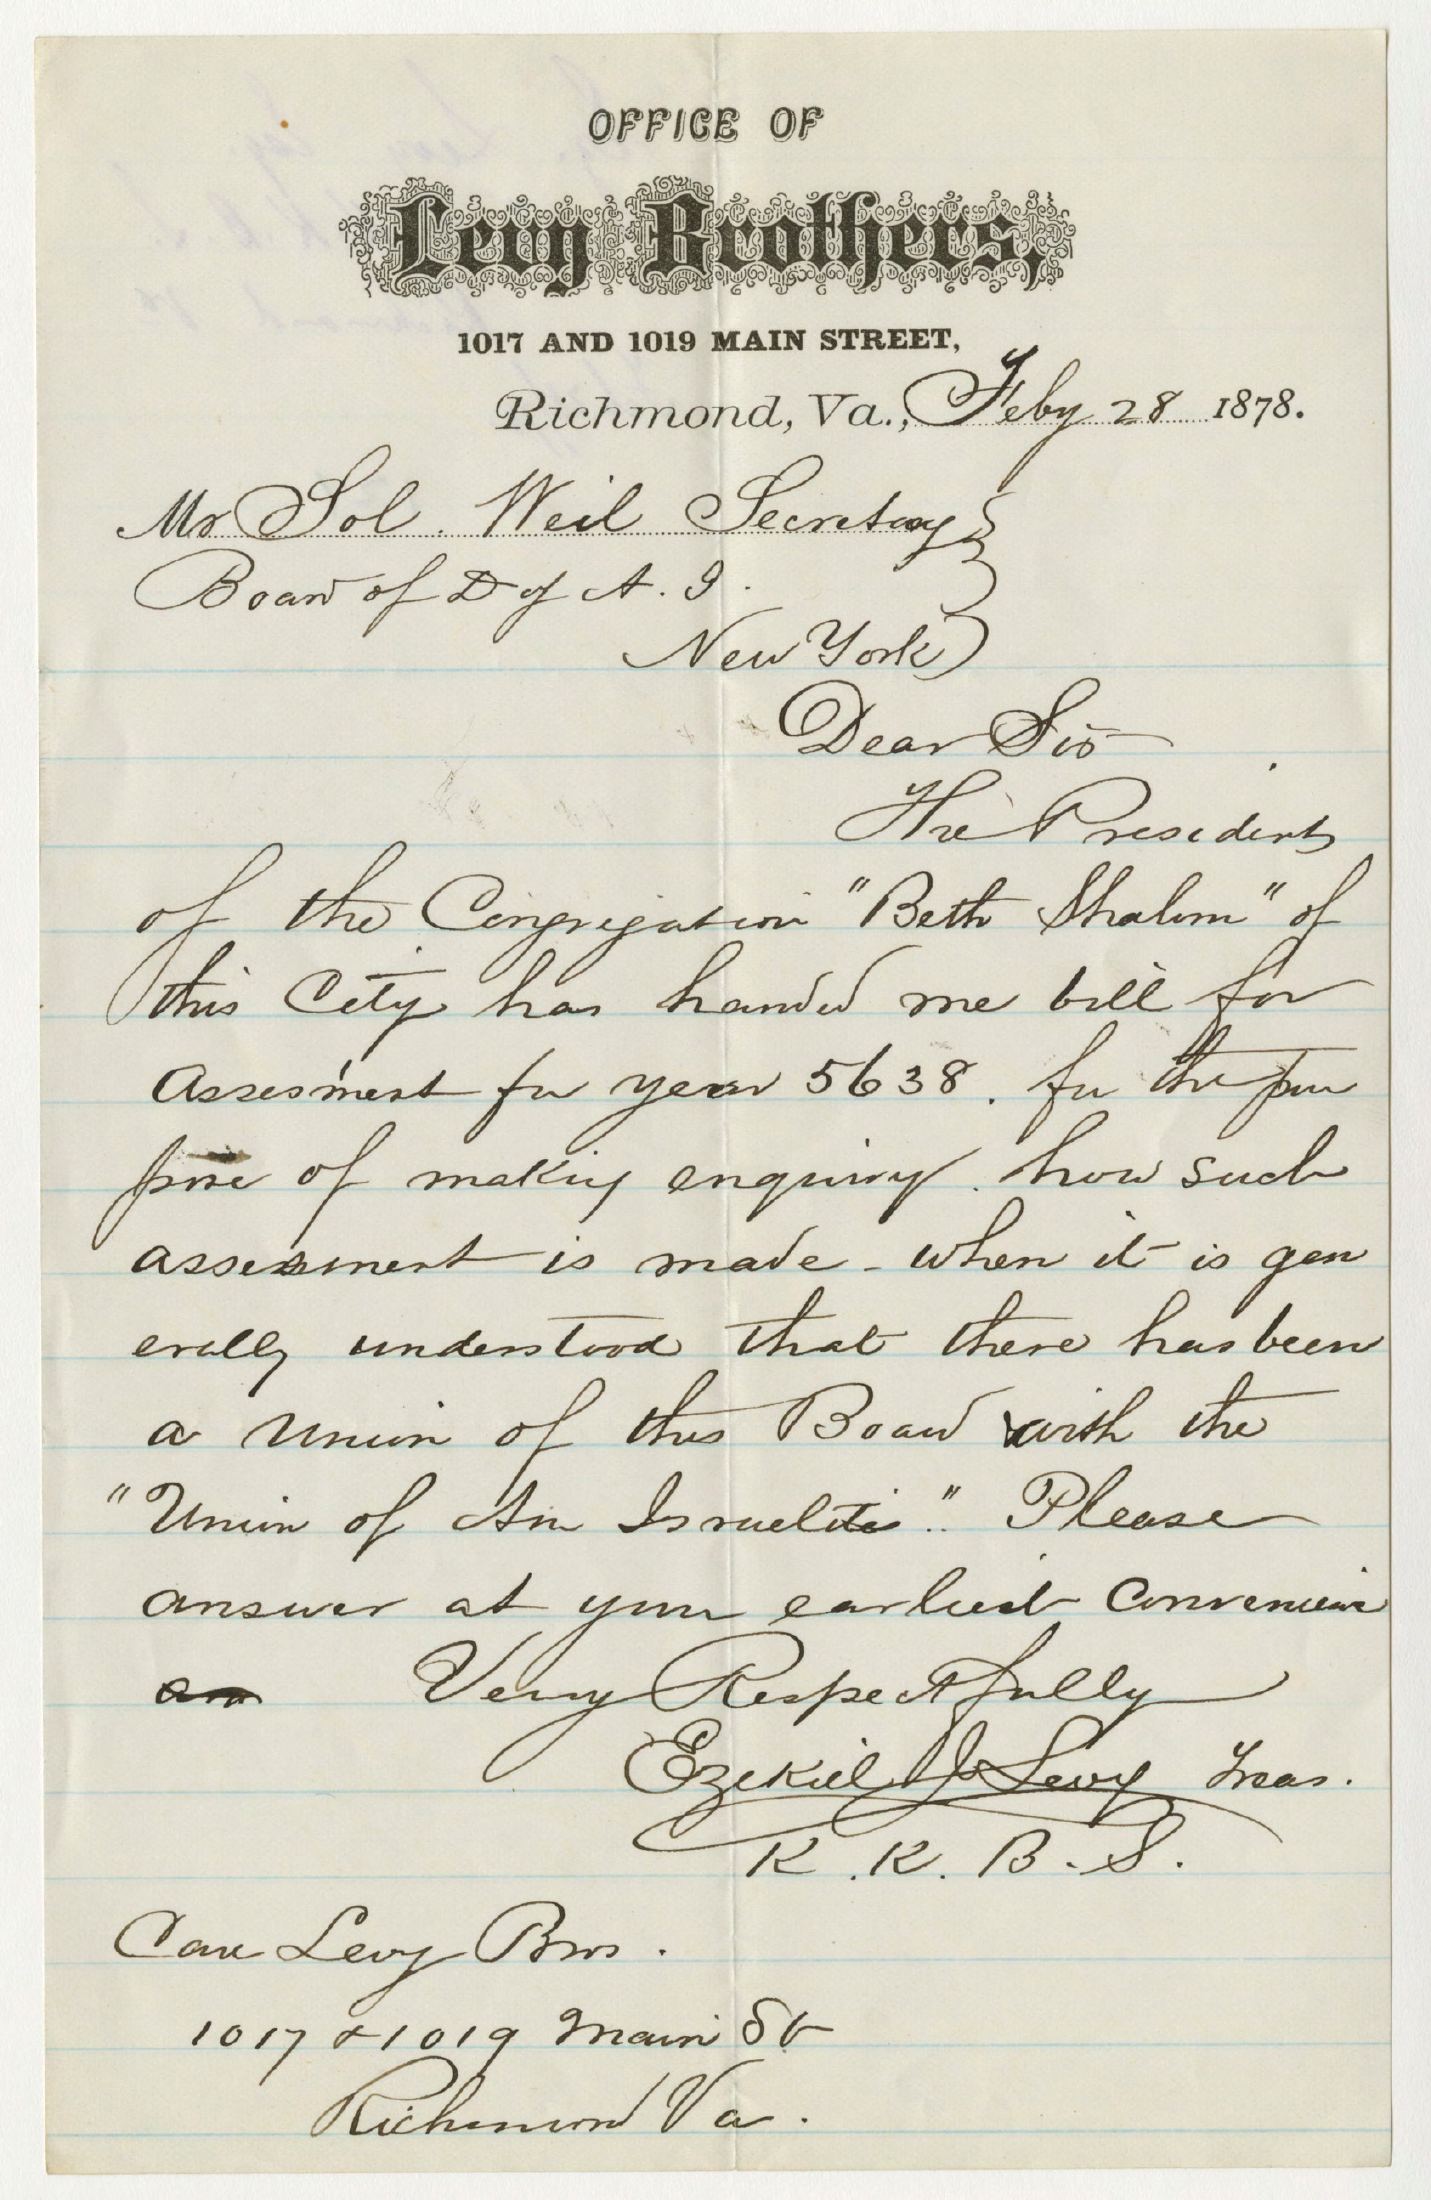 OFFICE OF
Levy Brothers,
1017 AND 1019 MAIN STREET,
Richmond, Va., Feby 28 1878.
Mr Sol. Weil Secretary
Board of D of A. I.
New York
Dear Sir
The President
of the Congregation "Beth Shalom" of
this City has handed me bill for
Assesment for year 5638. for the pur
pose of making enquiry. how such
assessment is made - when it is gen
erally understood that there has been
a Union of this Board with the
"Union of Am Israelites." Please
answer at your earliest convenience
Very Respectfully
Ezekiel J Levy Treas.
K. K. B. S.
Care Levy Bros.
1017 & 1019 Main St
Richmond Va.